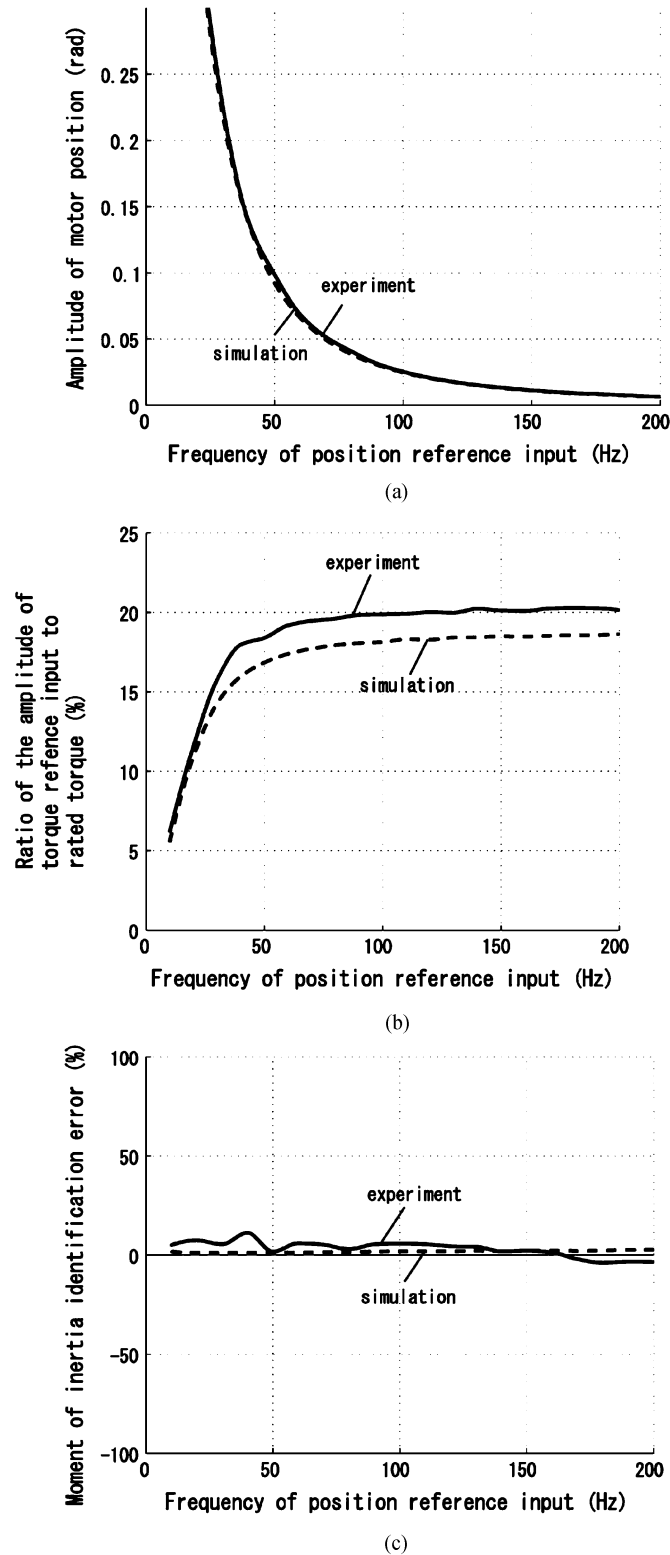 Amplitude of motor position (rad)
0.25
0.2
0.15
0.1
0.05
0
experiment
simulation
0
50
100
150
200
Frequency of position reference input (Hz)
(a)
Ratio of the amplitude of
torque refence input to
rated torque (%)
25
20
15
10
5
0
experiment
simulation
0
50
100
150
200
Frequency of position reference input (Hz)
(b)
Moment of inertia identification error (%)
100
50
0
-50
-100
experiment
simulation
0
50
100
150
200
Frequency of position reference input (Hz)
(c)